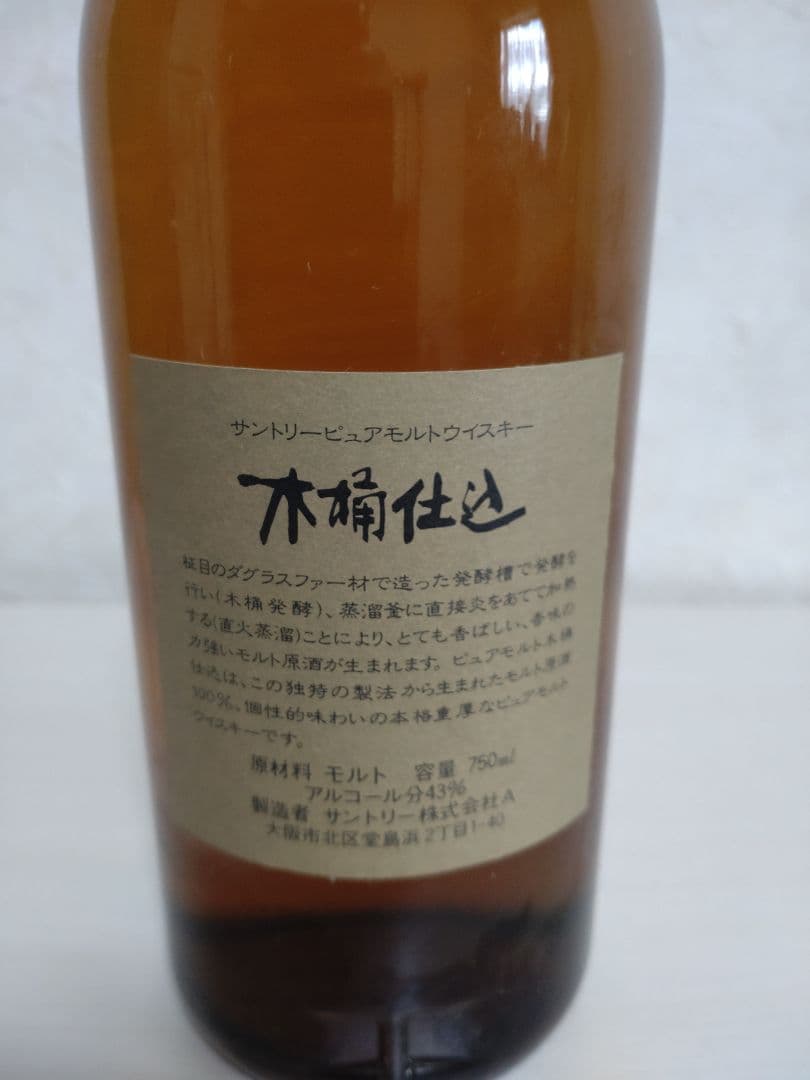 サントリーピュアモルトウイスキー
木桶仕込
柾目のダグラスファー材で造った発酵槽で発酵を
行い(木桶発酵)、蒸溜釜に直接炎をあてて加熱
する(直火蒸溜)ことにより、とても香ばしい、香味の
力強いモルト原酒が生まれます。ピュアモルト木桶
仕込は、この独特の製法から生まれたモルト原酒
100%。個性的味わいの本格重厚なピュアモルト
ウイスキーです。
原材料 モルト 容量 750ml
アルコール分43%
製造者 サントリー株式会社A
大阪市北区堂島浜2丁目1-40